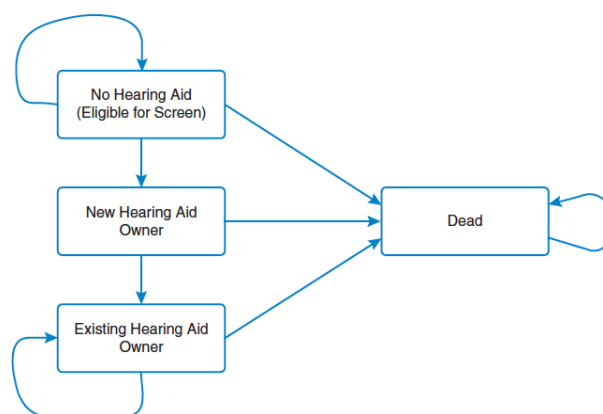 No Hearing Aid
(Eligible for Screen)
New Hearing Aid
Owner
Dead
Existing Hearing Aid
Owner